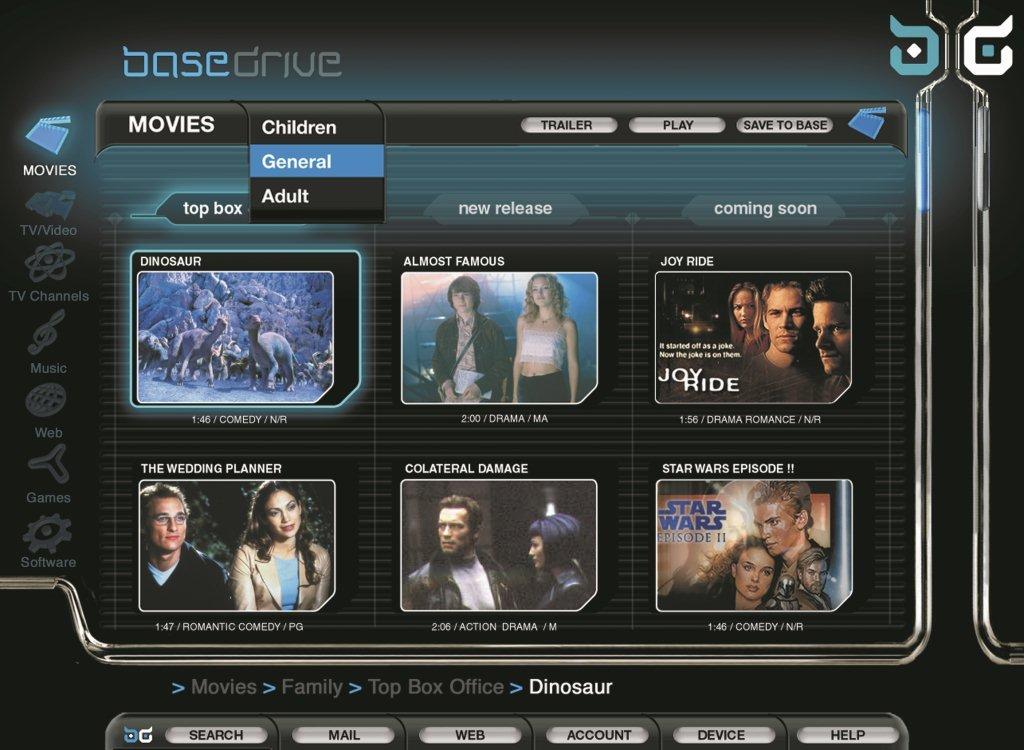 basedrive
MOVIES
Children
General
Adult
TRAILER
PLAY
SAVE TO BASE
MOVIES
TV/Video
TV Channels
Music
Web
Games
Software
top box
new release
coming soon
DINOSAUR
1:46 / COMEDY / N/R
ALMOST FAMOUS
2:00 / DRAMA / MA
JOY RIDE
It started off as a joke.
Now the joke is on them.
JOY RIDE
1:56 / DRAMA ROMANCE / N/R
THE WEDDING PLANNER
1:47 / ROMANTIC COMEDY / PG
COLATERAL DAMAGE
2:06 / ACTION DRAMA / M
STAR WARS EPISODE !!
STAR
WARS
EPISODE II
1:46 / COMEDY / N/R
> Movies > Family > Top Box Office > Dinosaur
SEARCH
MAIL
WEB
ACCOUNT
DEVICE
HELP